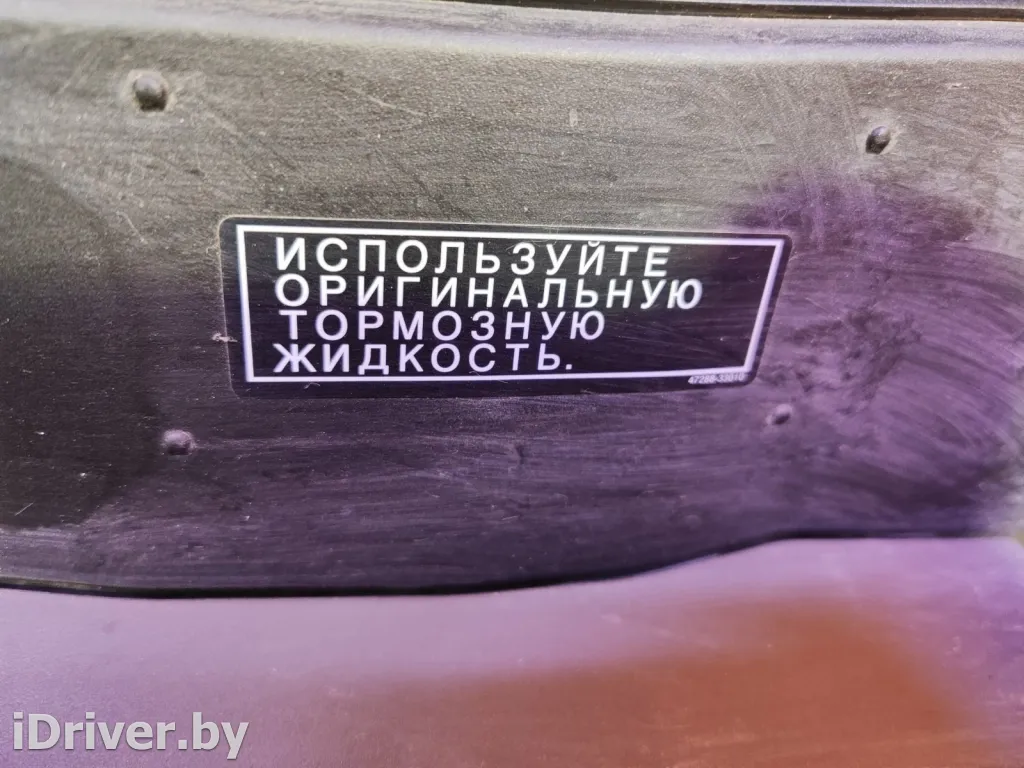 ИСПОЛЬЗУЙТЕ
ОРИГИНАЛЬНУЮ
ТОРМОЗНУЮ
ЖИДКОСТЬ.
iDriver.by